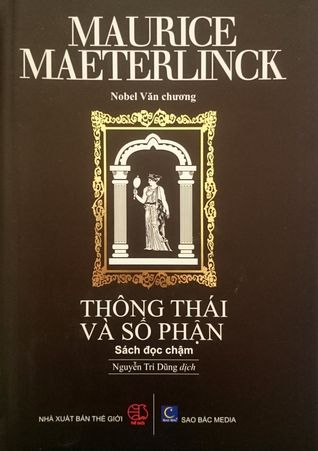 MAURICE
MAETERLINCK
Nobel Văn chương
THÔNG THÁI
VÀ SỐ PHẬN
Sách đọc chậm
Nguyễn Trí Dũng dịch
NHÀ XUẤT BẢN THẾ GIỚI
SAO BẮC MEDIA